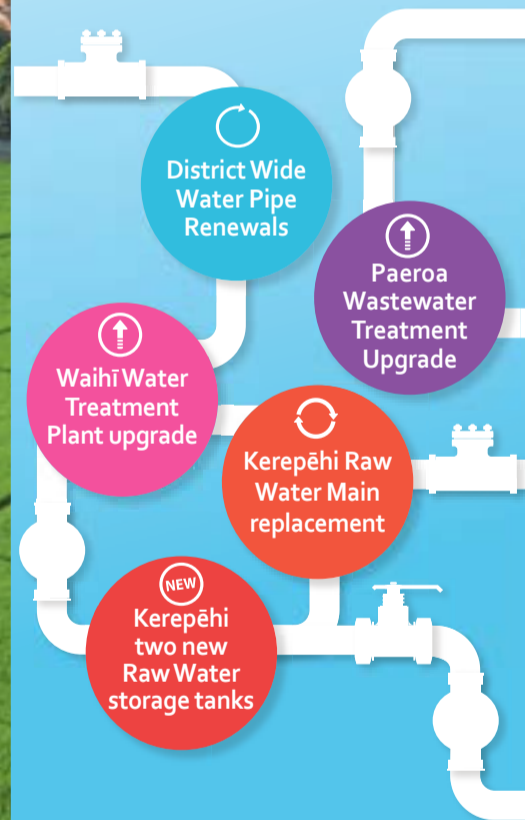 District Wide
Water Pipe
Renewals
Paeroa
Wastewater
Treatment
Upgrade
Waihī Water
Treatment
Plant upgrade
Kerepēhi Raw
Water Main
replacement
NEW
Kerepēhi
two new
Raw Water
storage tanks